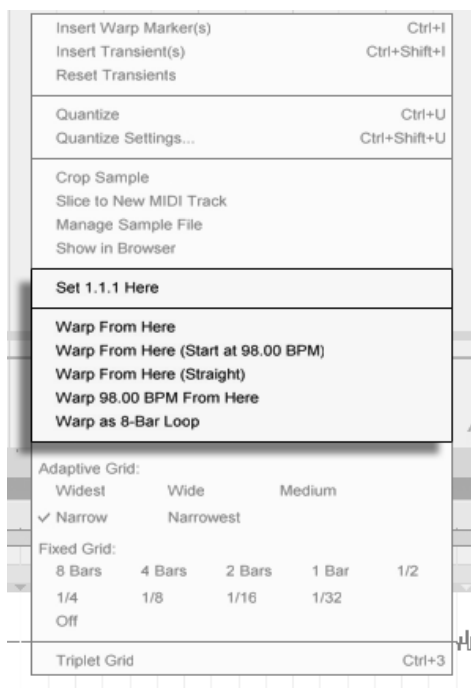 Insert Warp Marker(s) Ctrl+I
Insert Transient(s) Ctrl+Shift+I
Reset Transients
Quantize Ctrl+U
Quantize Settings... Ctrl+Shift+U
Crop Sample
Slice to New MIDI Track
Manage Sample File
Show in Browser
Set 1.1.1 Here
Warp From Here
Warp From Here (Start at 98.00 BPM)
Warp From Here (Straight)
Warp 98.00 BPM From Here
Warp as 8-Bar Loop
Adaptive Grid:
Widest Wide Medium
✓ Narrow Narrowest
Fixed Grid:
8 Bars 4 Bars 2 Bars 1 Bar 1/2
1/4 1/8 1/16 1/32
Off
Triplet Grid Ctrl+3